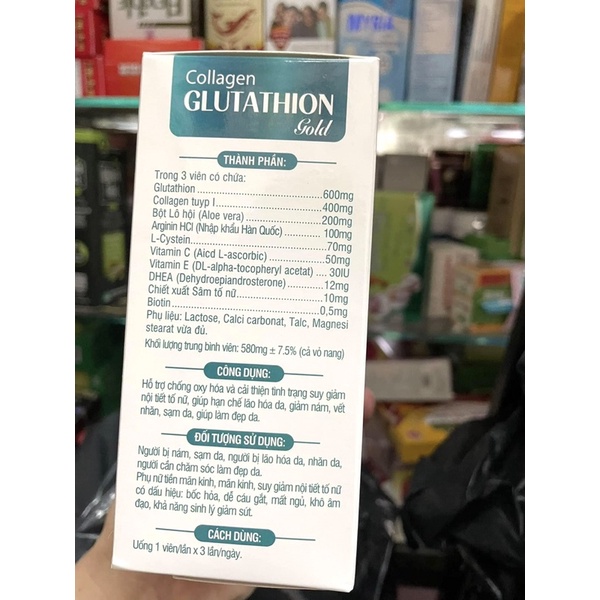 Collagen
GLUTATHION
Gold
THÀNH PHẦN:
Trong 3 viên có chứa:
Glutathion ........ 600mg
Collagen tuyp I ........ 400mg
Bột Lô hội (Aloe vera) ........ 200mg
Arginin HCl (Nhập khẩu Hàn Quốc) ........ 100mg
L-Cystein ........ 70mg
Vitamin C (Aicd L-ascorbic) ........ 50mg
Vitamin E (DL-alpha-tocopheryl acetat) .... 30IU
DHEA (Dehydroepiandrosterone) ........ 12mg
Chiết xuất Sâm tố nữ ........ 10mg
Biotin ........ 0,5mg
Phụ liệu: Lactose, Calci carbonat, Talc, Magnesi
stearat vừa đủ.
Khối lượng trung bình viên: 580mg ± 7.5% (cả vỏ nang)
CÔNG DỤNG:
Hỗ trợ chống oxy hóa và cải thiện tình trạng suy giảm
nội tiết tố nữ, giúp hạn chế lão hóa da, giảm nám, vết
nhăn, sạm da, giúp làm đẹp da.
ĐỐI TƯỢNG SỬ DỤNG:
Người bị nám, sạm da, người bị lão hóa da, nhăn da,
người cần chăm sóc làm đẹp da.
Phụ nữ tiền mãn kinh, mãn kinh, suy giảm nội tiết tố nữ
có dấu hiệu: bốc hỏa, dễ cáu gắt, mất ngủ, khô âm
đạo, khả năng sinh lý giảm sút.
CÁCH DÙNG:
Uống 1 viên/lần x 3 lần/ngày.